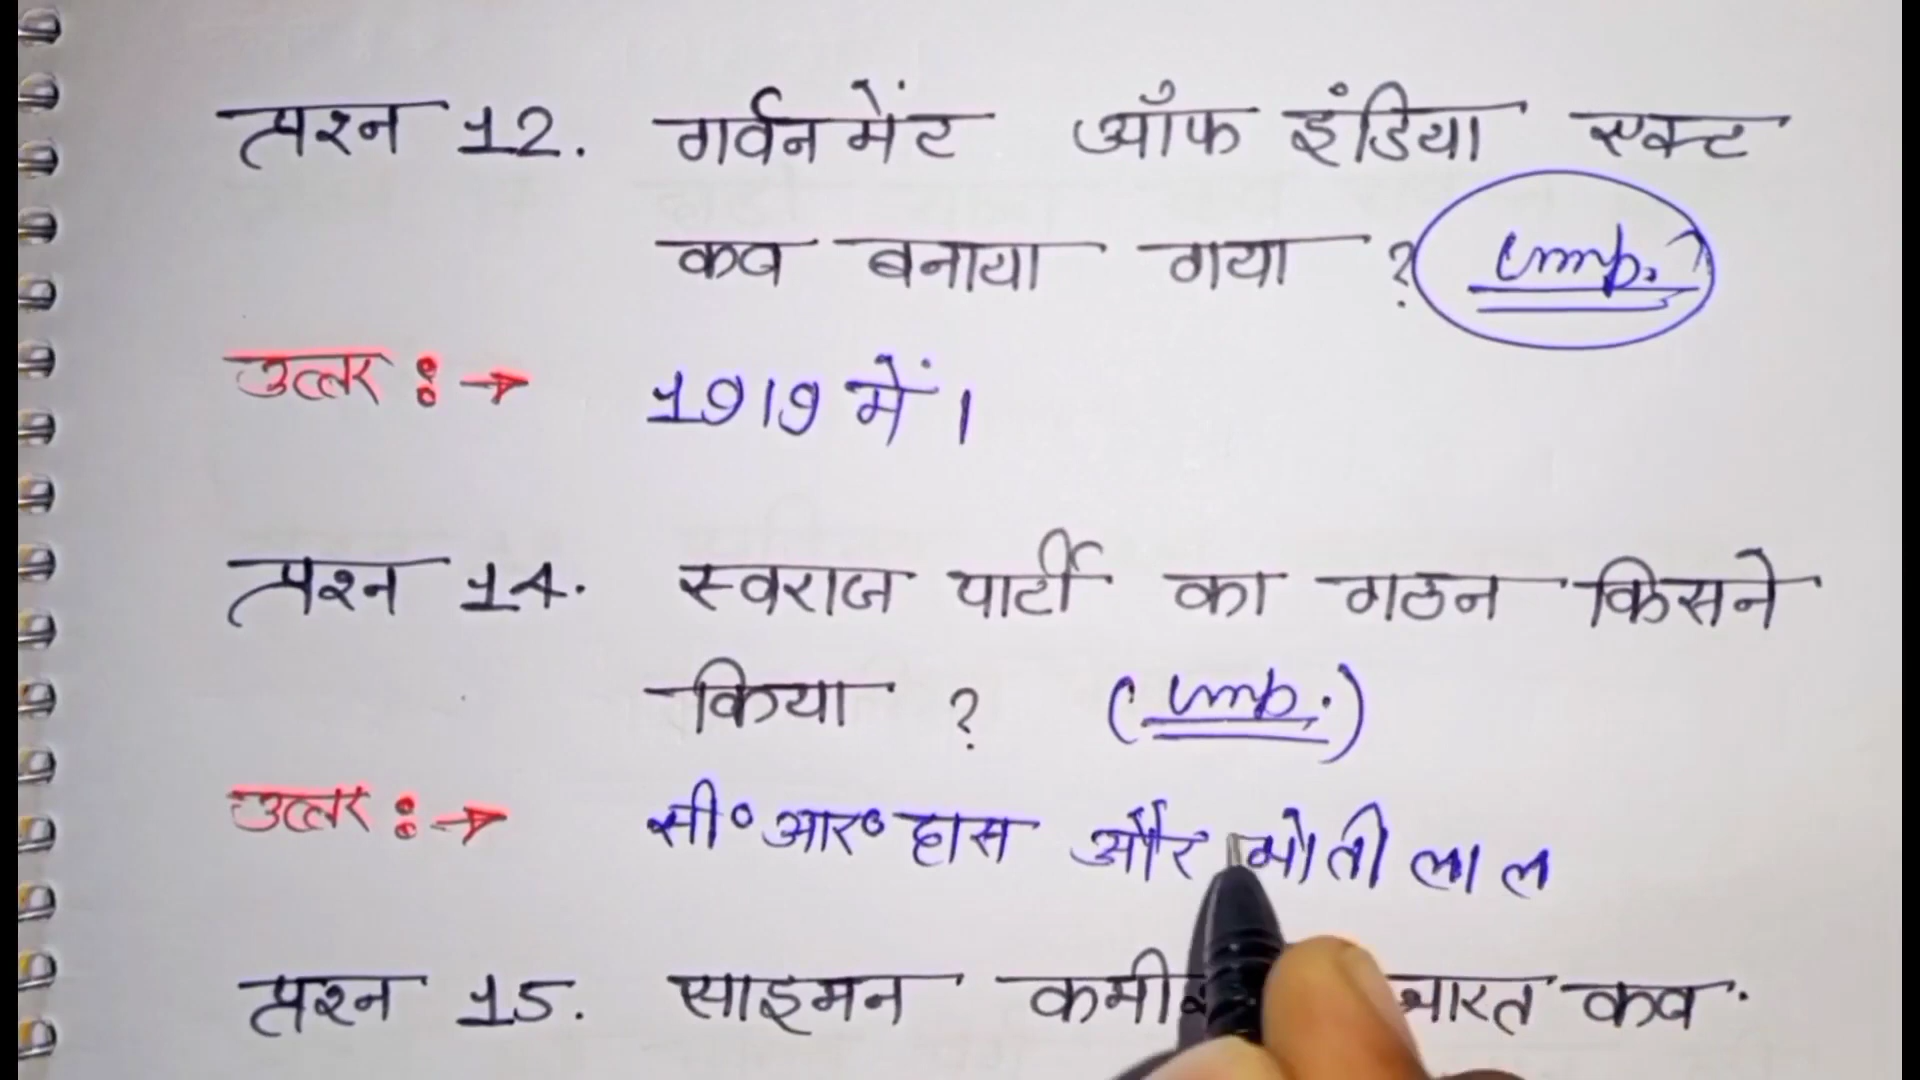 प्रश्न 12. गर्वनमेंट ऑफ इंडिया एक्ट
कब बनाया गया ? Imp.
उत्तर :→ 1919 में ।
प्रश्न 14. स्वराज पार्टी का गठन किसने
किया ? (Imp.)
उत्तर :→ सी० आर० दास और मोती लाल
प्रश्न 15. साइमन भारत कब